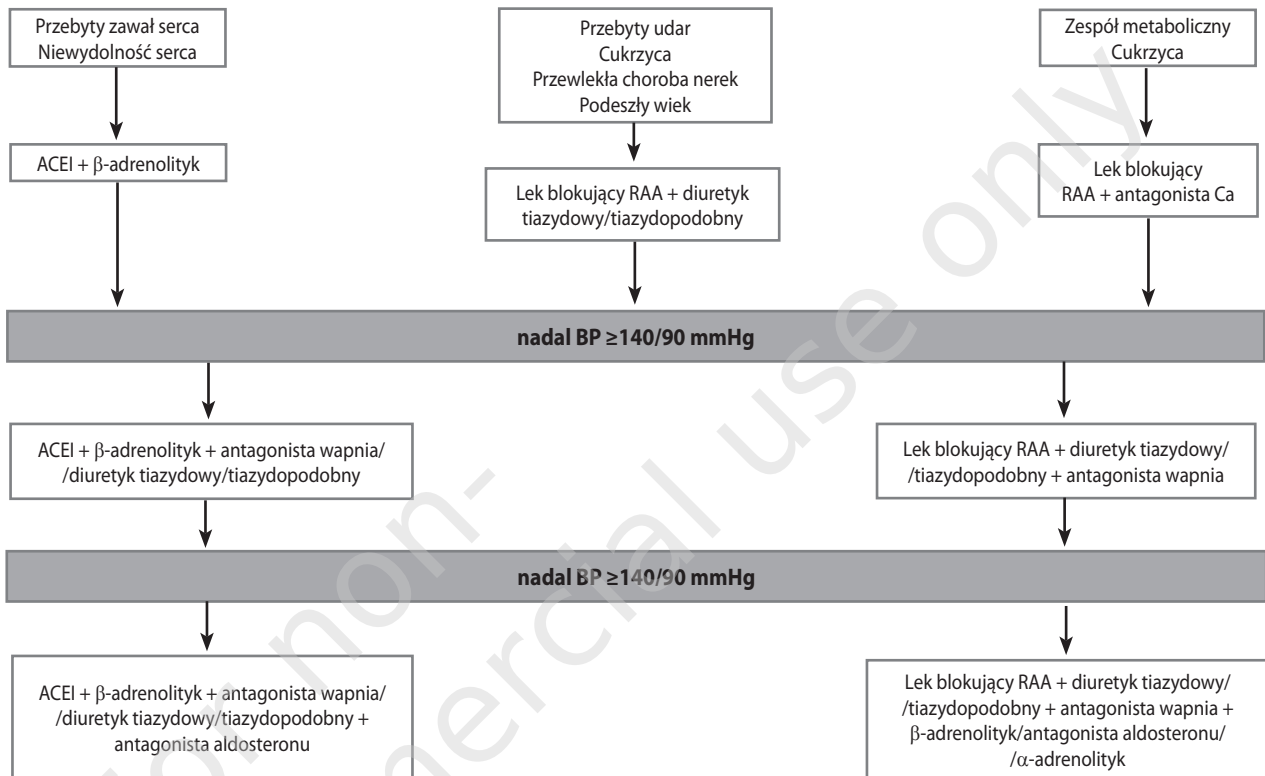 Przebyty zawał serca
Niewydolność serca
Przebyty udar
Cukrzyca
Przewlekła choroba nerek
Podeszły wiek
Zespół metaboliczny
Cukrzyca
ACEI + β-adrenolityk
Lek blokujący RAA + diuretyk
tiazydowy/tiazydopodobny
Lek blokujący
RAA + antagonista Ca
nadal BP ≥140/90 mmHg
ACEI + β-adrenolityk + antagonista wapnia/
/diuretyk tiazydowy/tiazydopodobny
Lek blokujący RAA + diuretyk tiazydowy/
/tiazydopodobny + antagonista wapnia
nadal BP ≥140/90 mmHg
ACEI + β-adrenolityk + antagonista wapnia/
/diuretyk tiazydowy/tiazydopodobny +
antagonista aldosteronu
Lek blokujący RAA + diuretyk tiazydowy/
/tiazydopodobny + antagonista wapnia +
β-adrenolityk/antagonista aldosteronu/
/α-adrenolityk
for non-
mercial use only